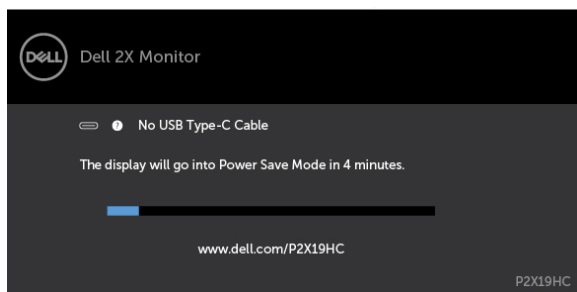 DELL Dell 2X Monitor
? No USB Type-C Cable
The display will go into Power Save Mode in 4 minutes.
www.dell.com/P2X19HC
P2X19HC